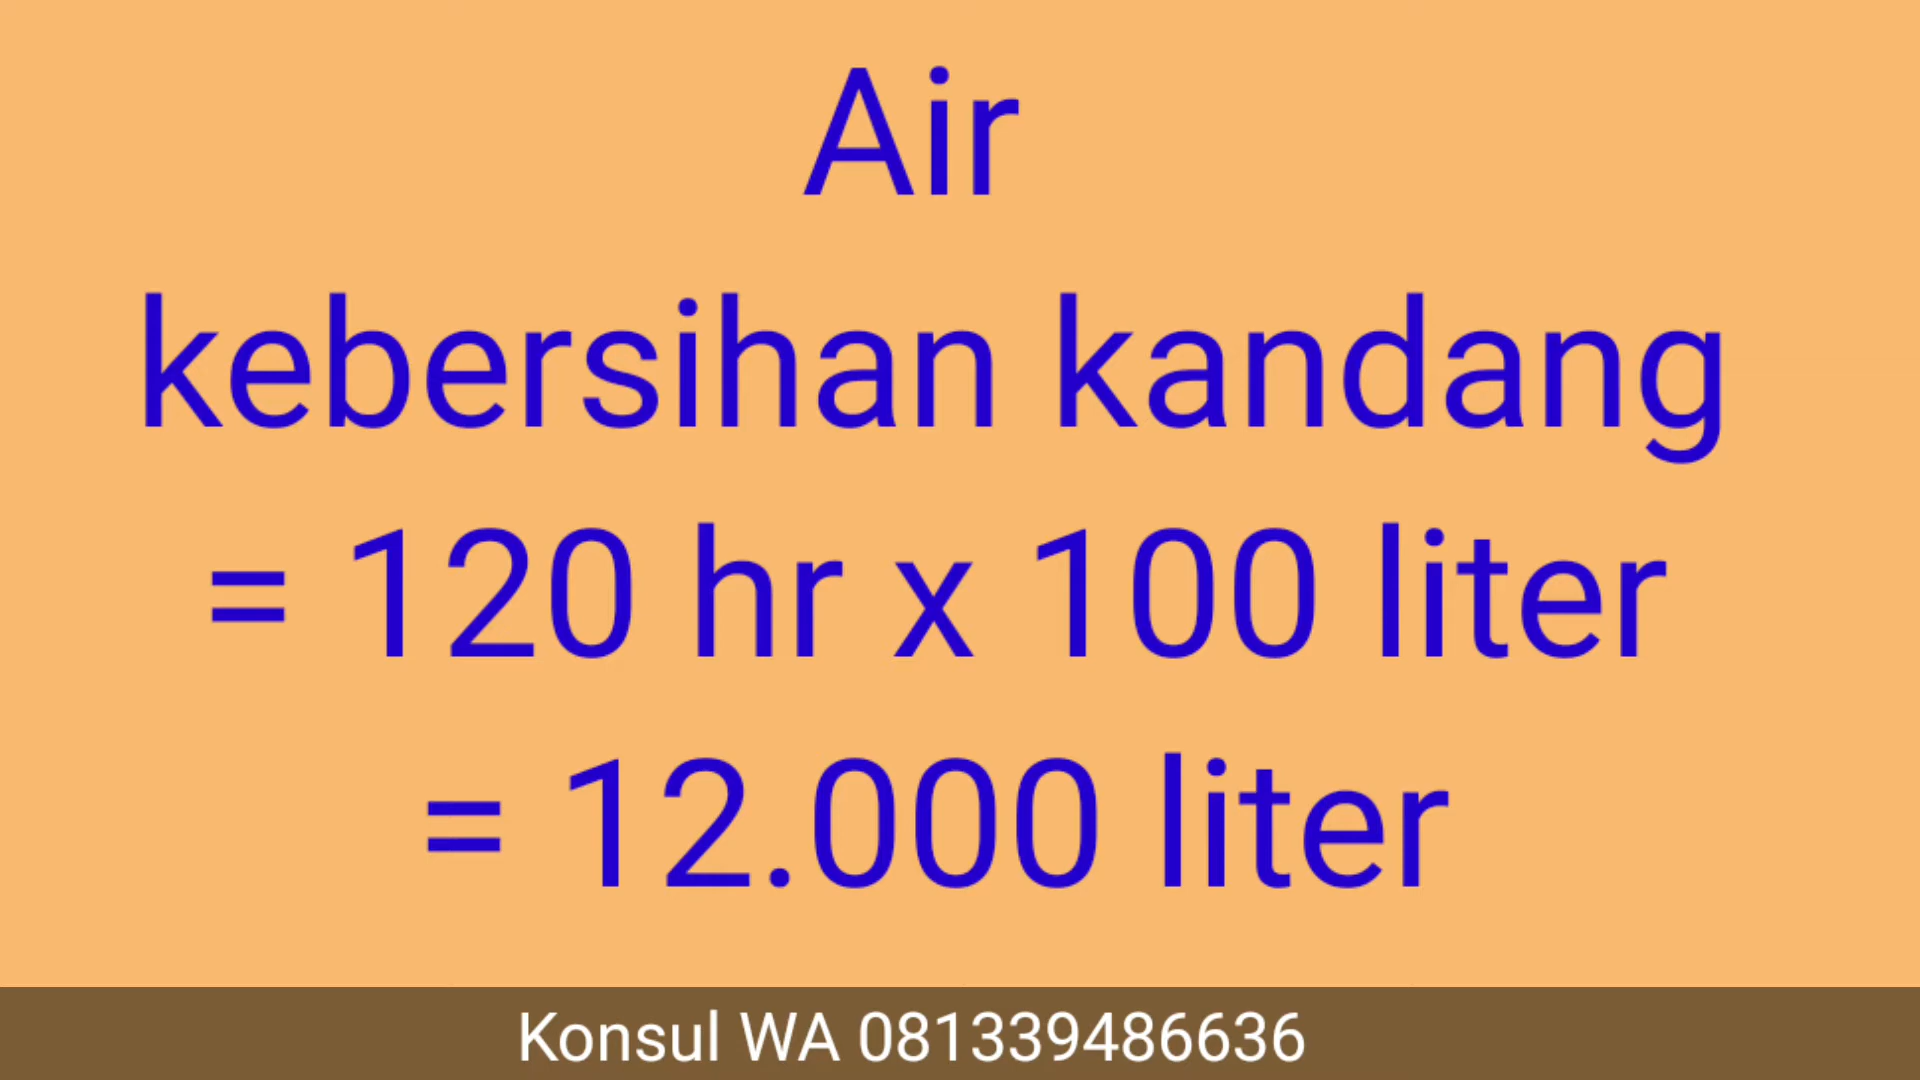 Air
kebersihan kandang
= 120 hr x 100 liter
= 12.000 liter
Konsul WA 081339486636